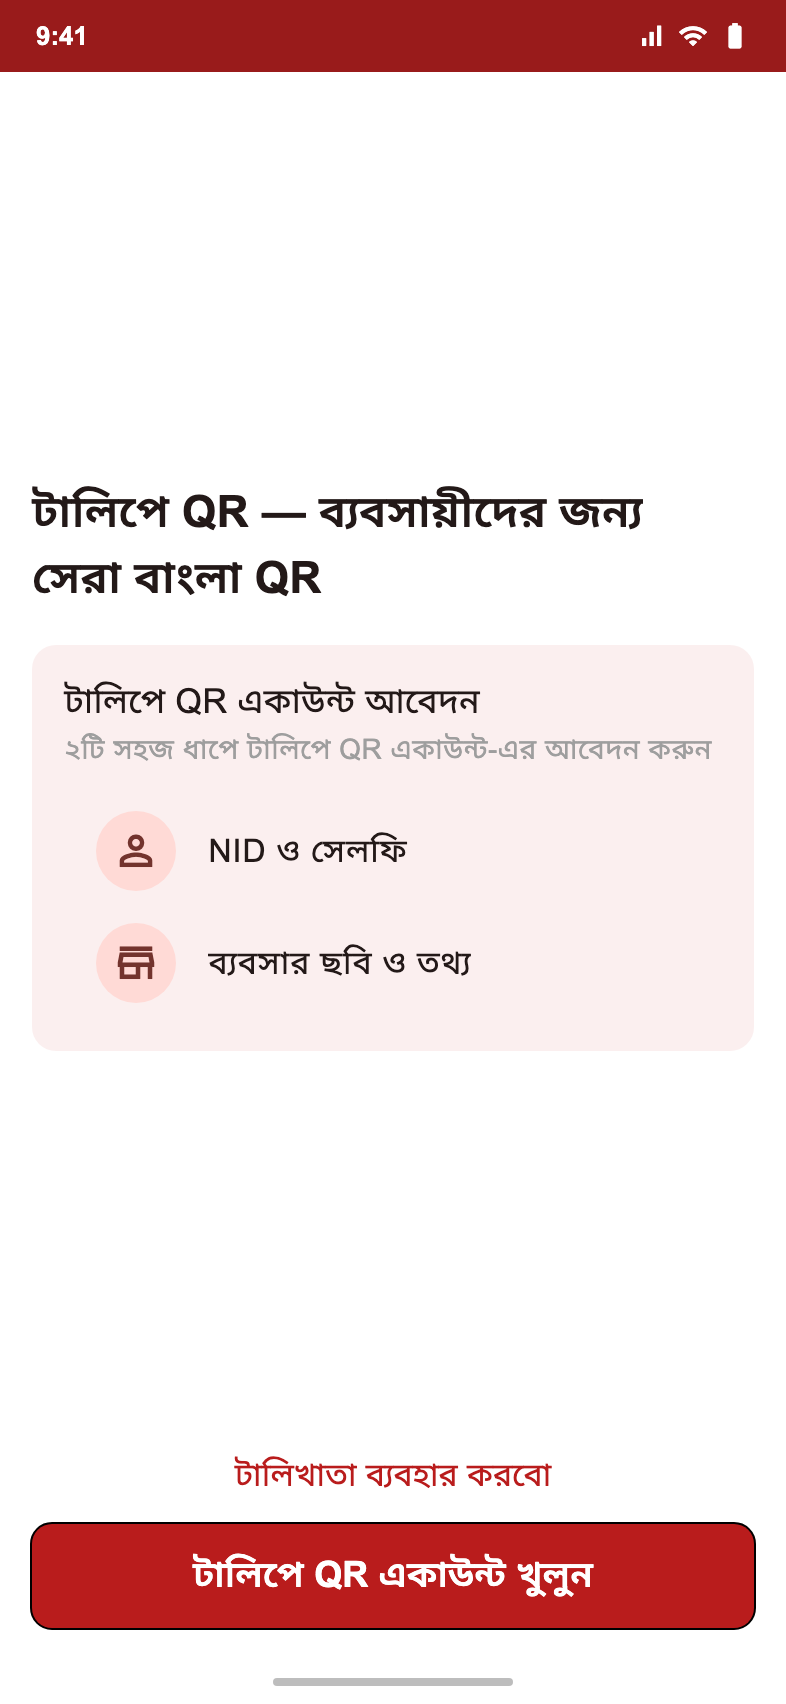 9:41
টালিপে QR — ব্যবসায়ীদের জন্য
সেরা বাংলা QR
টালিপে QR একাউন্ট আবেদন
২টি সহজ ধাপে টালিপে QR একাউন্ট-এর আবেদন করুন
NID ও সেলফি
ব্যবসার ছবি ও তথ্য
টালিখাতা ব্যবহার করবো
টালিপে QR একাউন্ট খুলুন